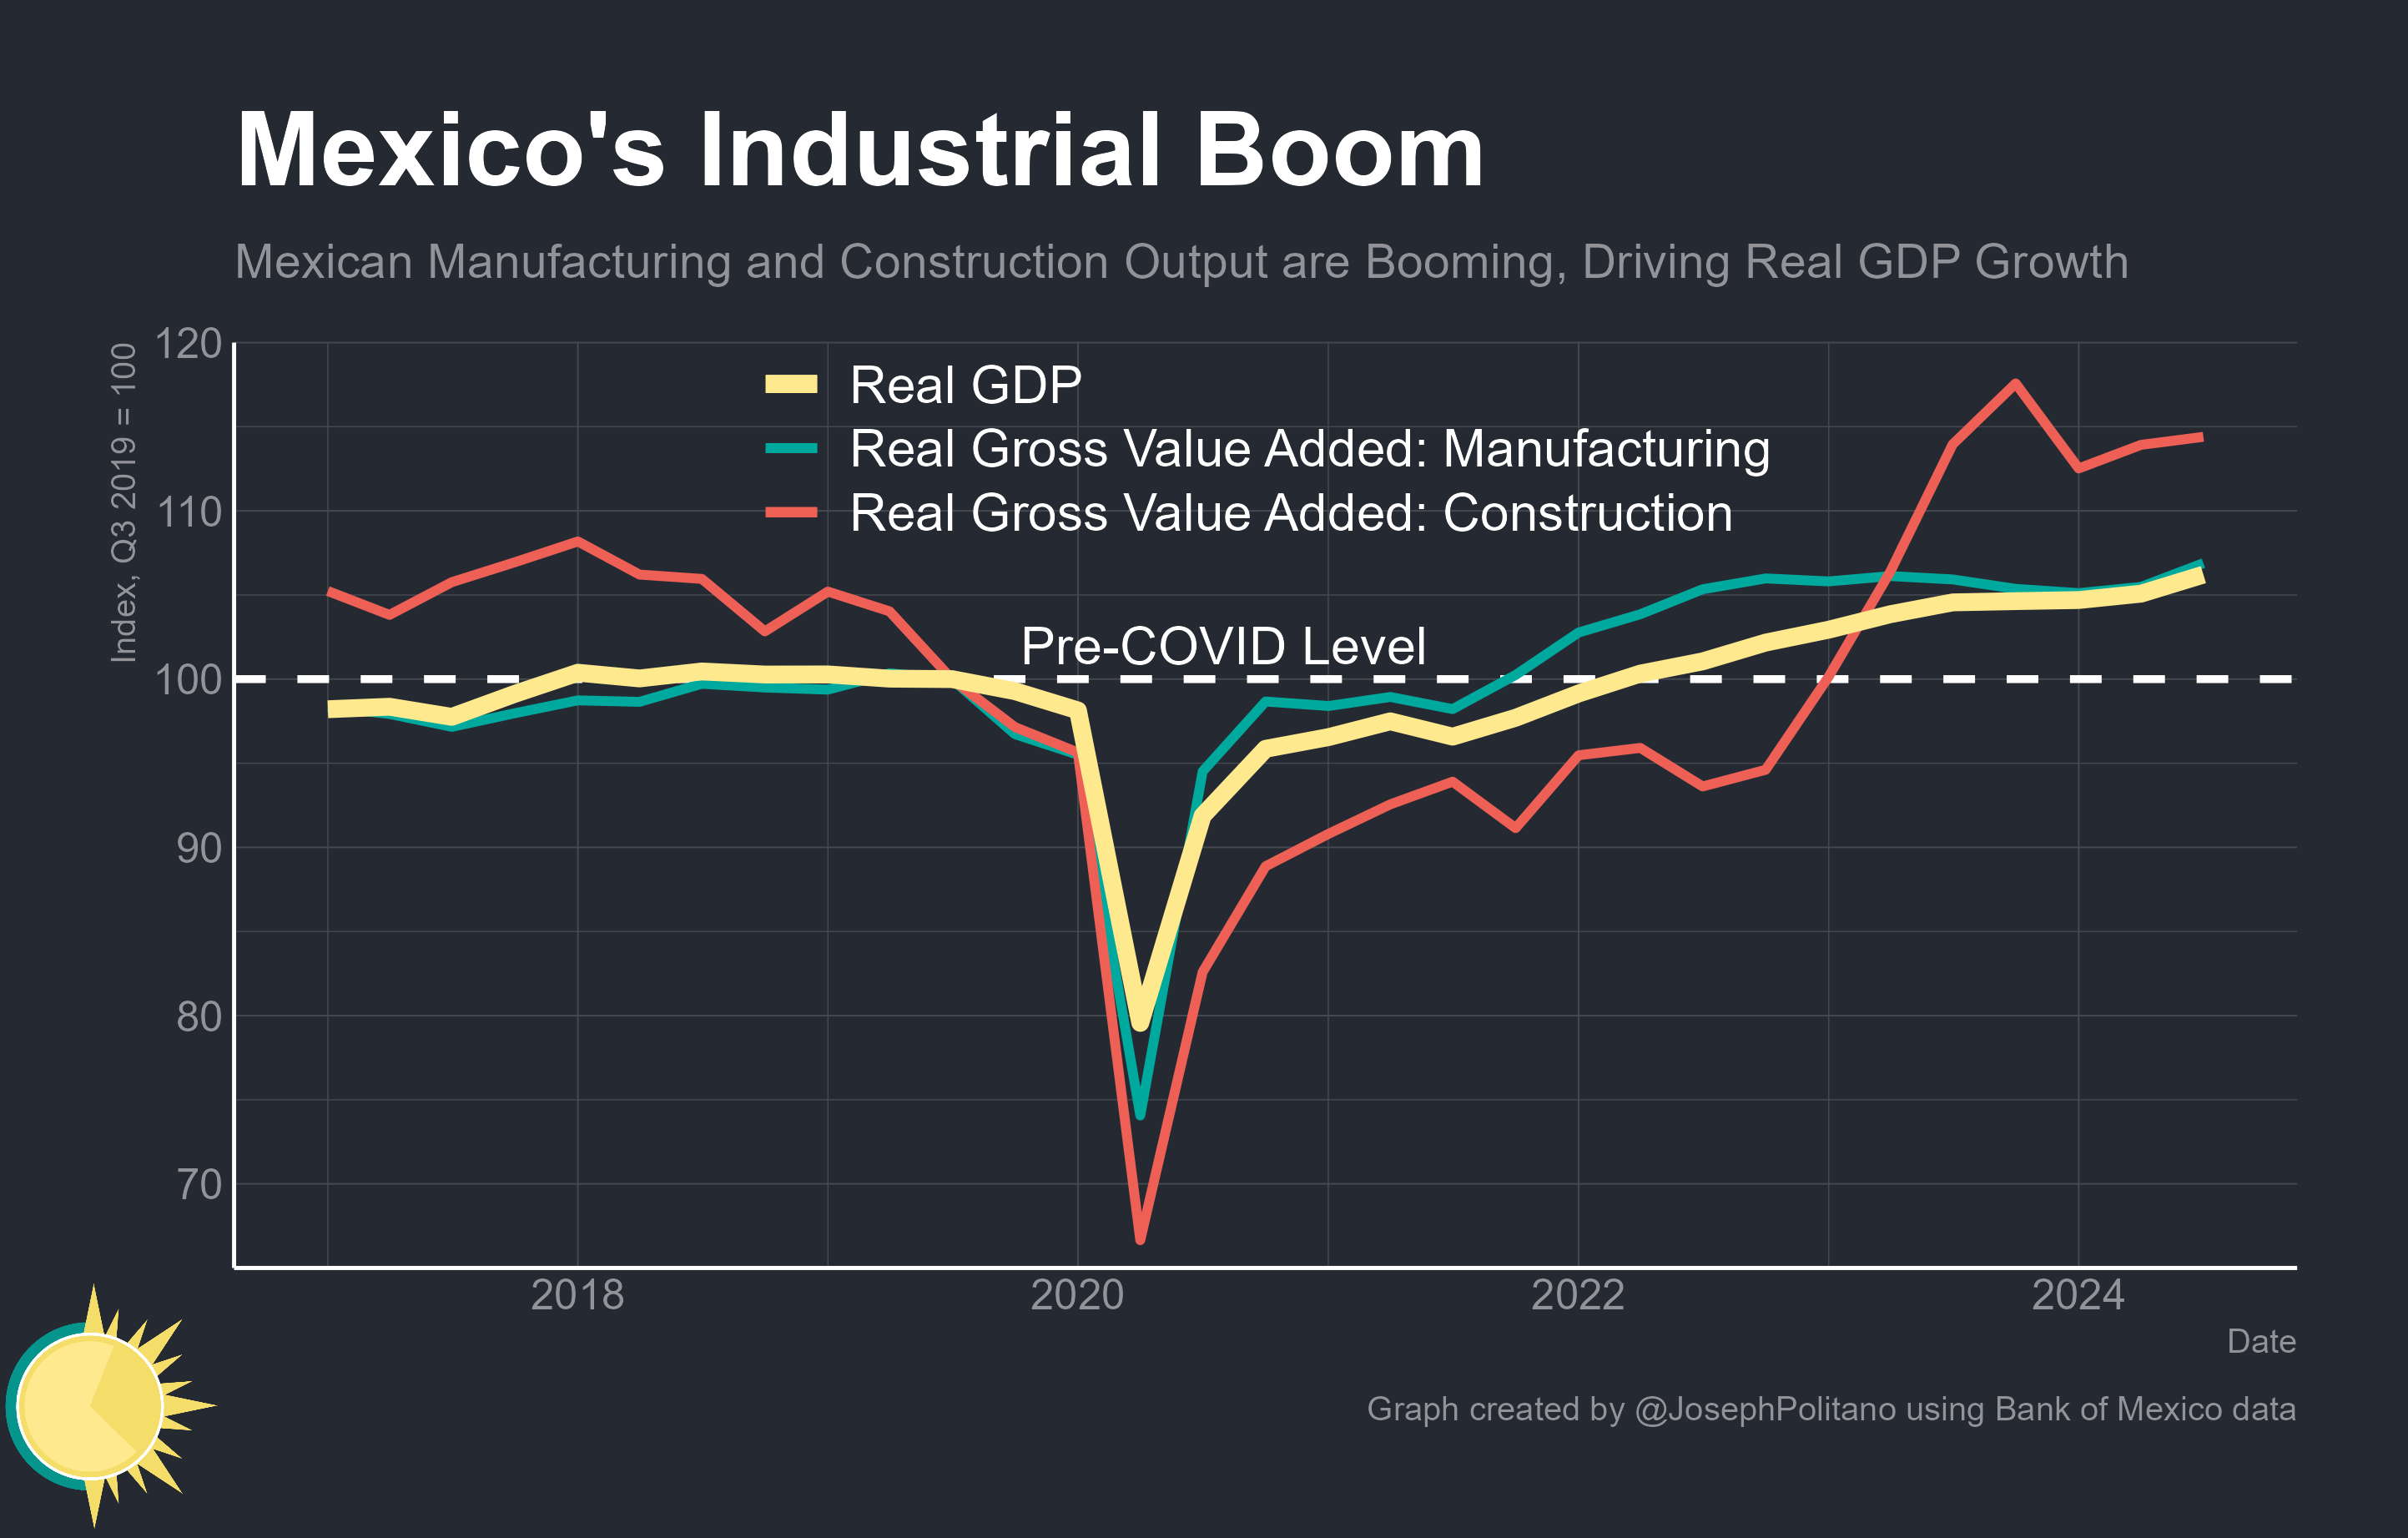 Mexico's Industrial Boom
Mexican Manufacturing and Construction Output are Booming, Driving Real GDP Growth
Index, Q3 2019 = 100
120
110
100
90
80
70
Real GDP
Real Gross Value Added: Manufacturing
Real Gross Value Added: Construction
Pre-COVID Level
2018
2020
2022
2024
Date
Graph created by @JosephPolitano using Bank of Mexico data